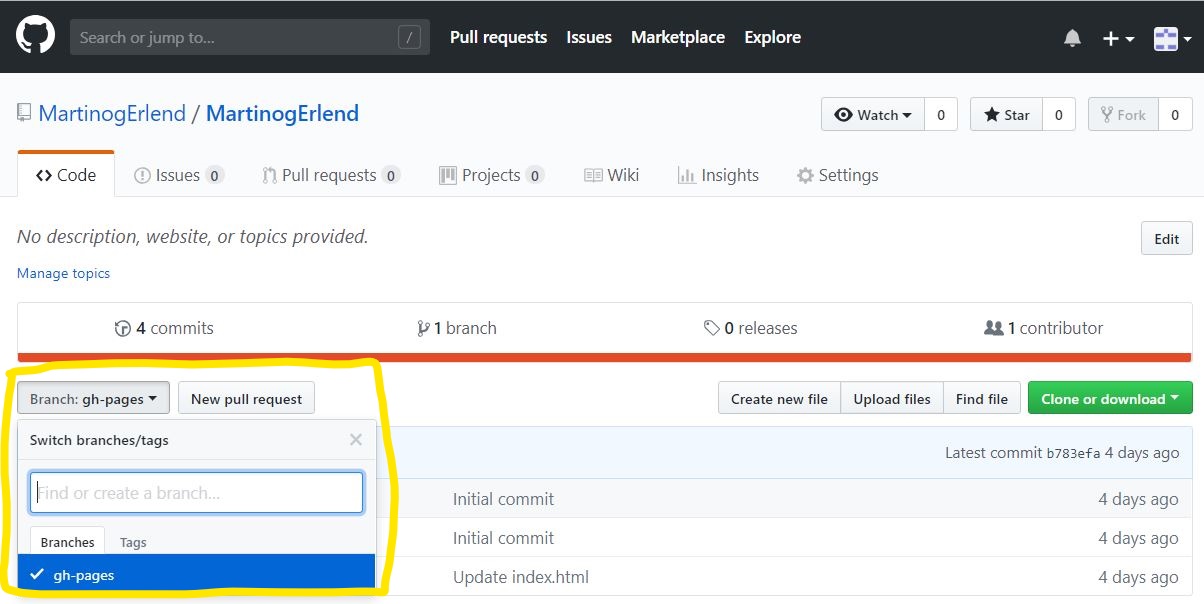 Search or jump to... / Pull requests Issues Marketplace Explore
MartinogErlend / MartinogErlend Watch 0 Star 0 Fork 0
Code Issues 0 Pull requests 0 Projects 0 Wiki Insights Settings
No description, website, or topics provided. Edit
Manage topics
4 commits 1 branch 0 releases 1 contributor
Branch: gh-pages New pull request Create new file Upload files Find file Clone or download
Switch branches/tags
Latest commit b783efa 4 days ago
Find or create a branch...
Initial commit 4 days ago
Branches Tags
Initial commit 4 days ago
gh-pages
Update index.html 4 days ago